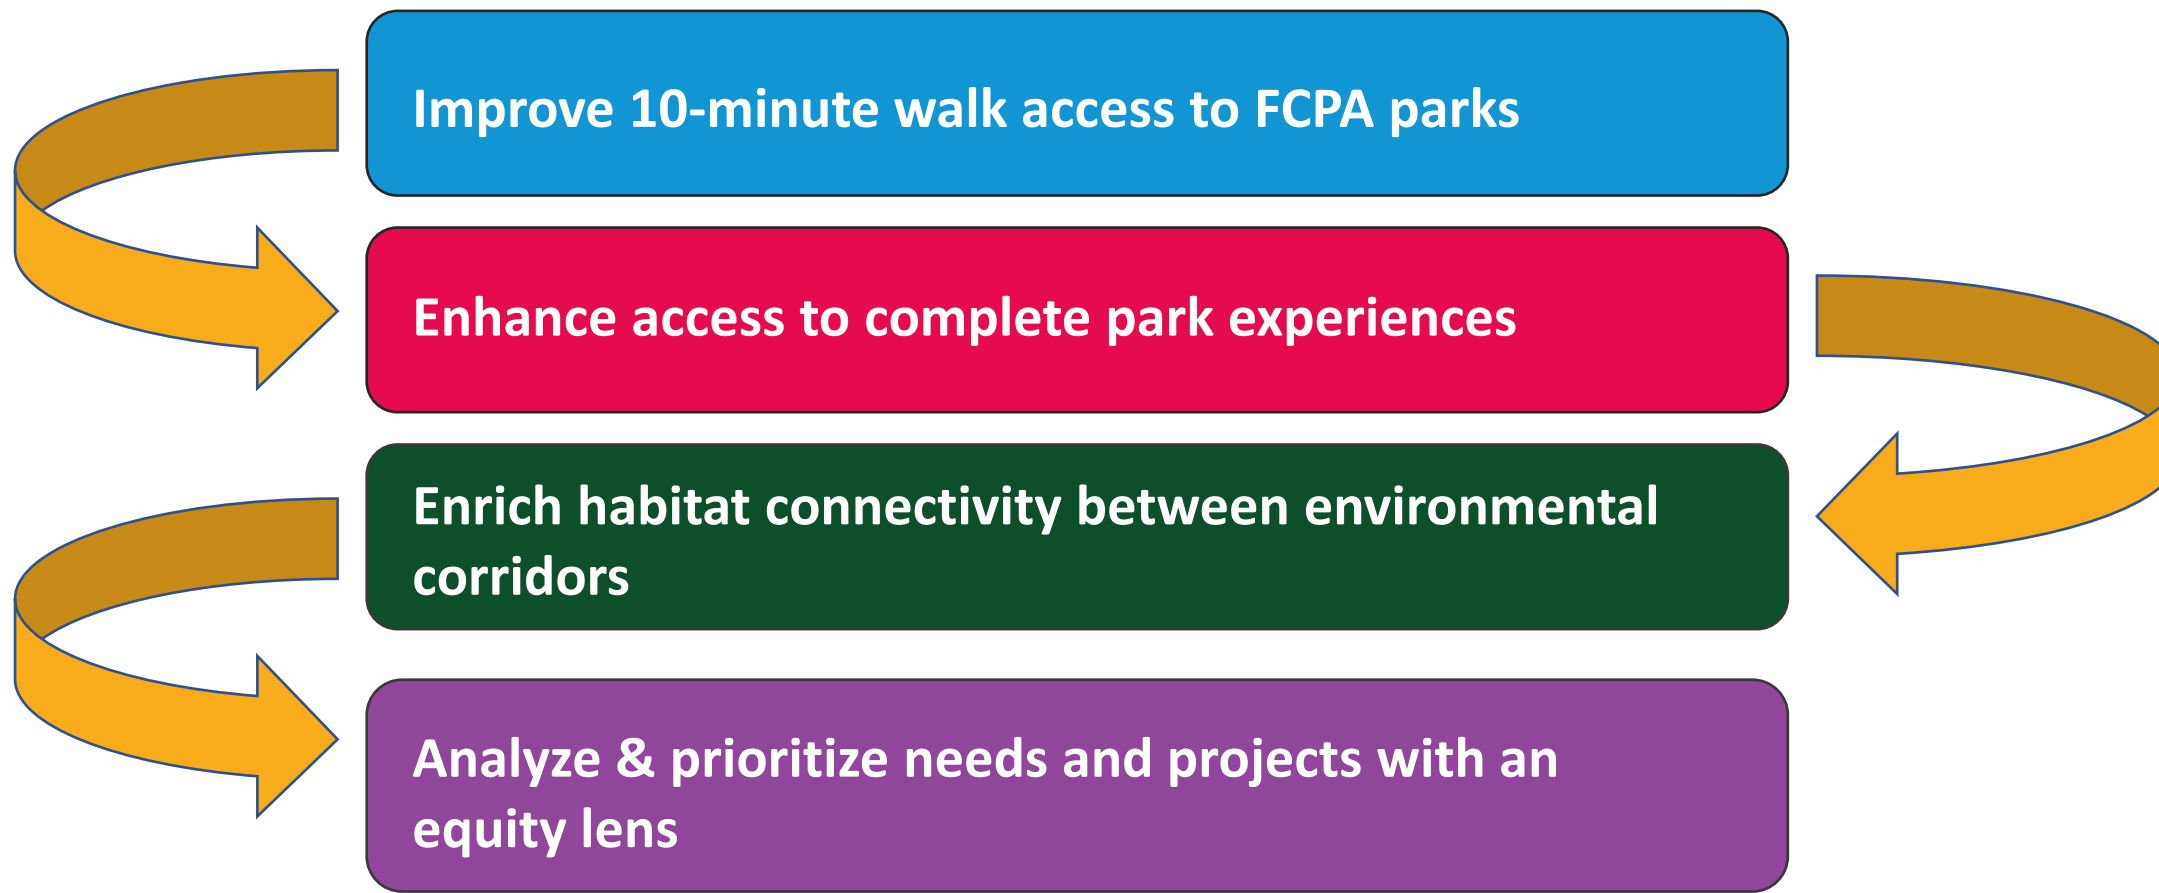 Improve 10-minute walk access to FCPA parks
Enhance access to complete park experiences
Enrich habitat connectivity between environmental
corridors
Analyze & prioritize needs and projects with an
equity lens